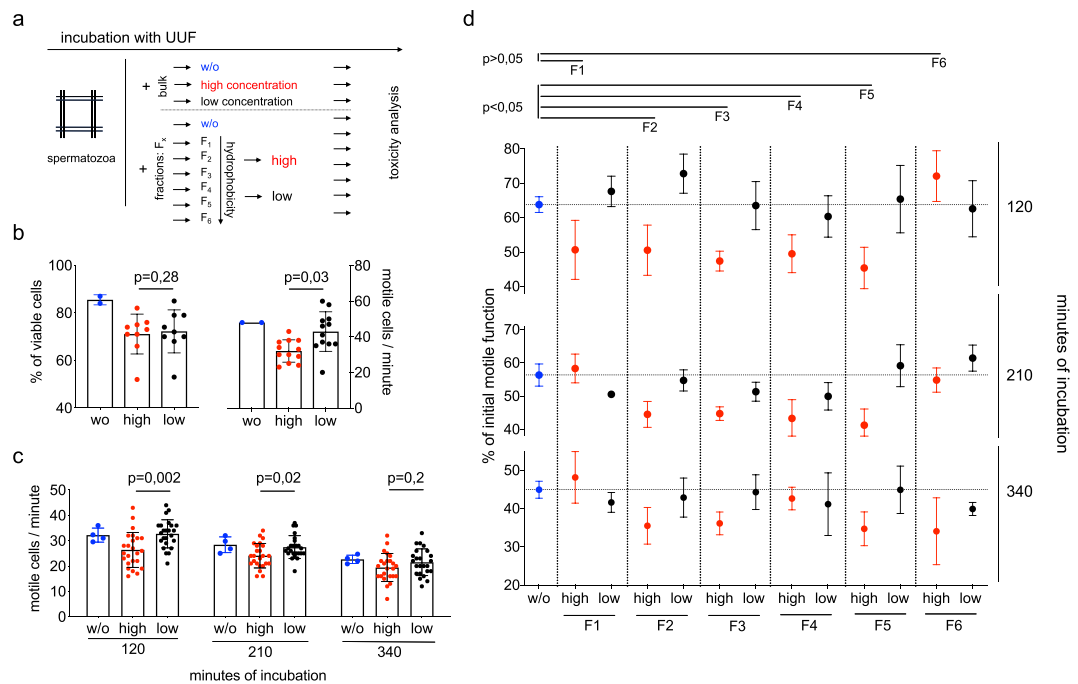 a
incubation with UUF
spermatozoa
+
bulk
w/o
high concentration
low concentration
+
fractions: Fx
w/o
F1
F2
F3
F4
F5
F6
hydrophobicity
high
low
toxicity analysis
b
% of viable cells
100
80
60
40
p=0,28
wo
high
low
p=0,03
80
60
40
20
0
motile cells / minute
wo
high
low
c
motile cells / minute
50
40
30
20
10
0
p=0,002
p=0,02
p=0,2
w/o
high
low
w/o
high
low
w/o
high
low
120
210
340
minutes of incubation
d
p>0,05
F1
F6
p<0,05
F5
F4
F3
F2
% of initial motile function
80
70
60
50
40
70
60
50
40
50
40
30
20
120
210
340
minutes of incubation
w/o
high
low
high
low
high
low
high
low
high
low
high
low
F1
F2
F3
F4
F5
F6